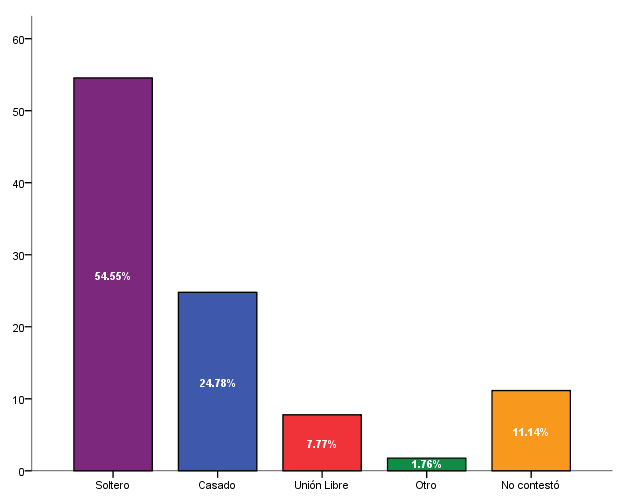 60
50
40
30
20
10
0
54.55%
24.78%
7.77%
1.76%
11.14%
Soltero
Casado
Unión Libre
Otro
No contestó